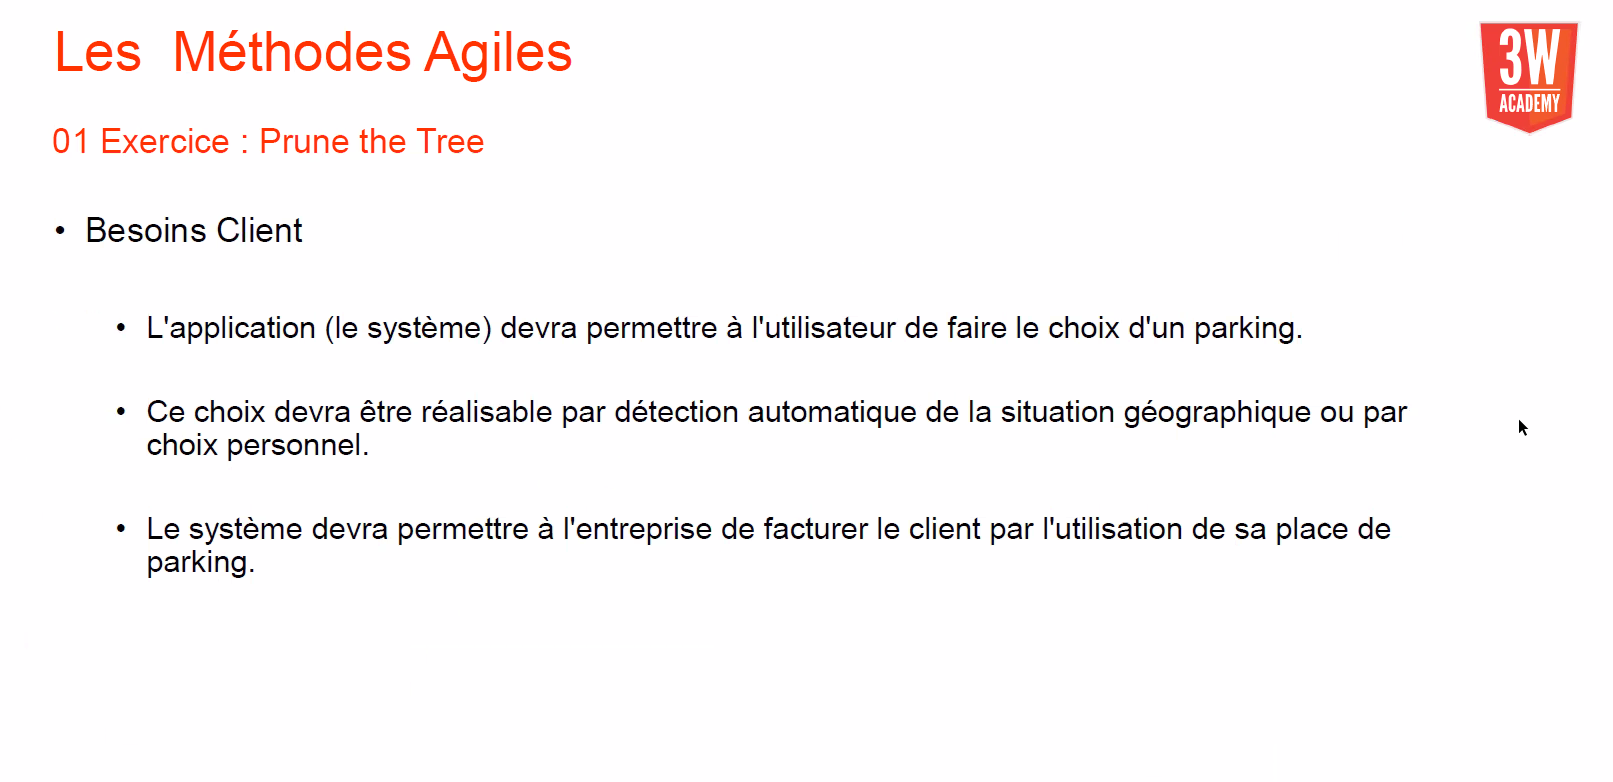 Les Méthodes Agiles
3W
ACADEMY
01 Exercice : Prune the Tree
• Besoins Client
• L'application (le système) devra permettre à l'utilisateur de faire le choix d'un parking.
• Ce choix devra être réalisable par détection automatique de la situation géographique ou par
choix personnel.
• Le système devra permettre à l'entreprise de facturer le client par l'utilisation de sa place de
parking.